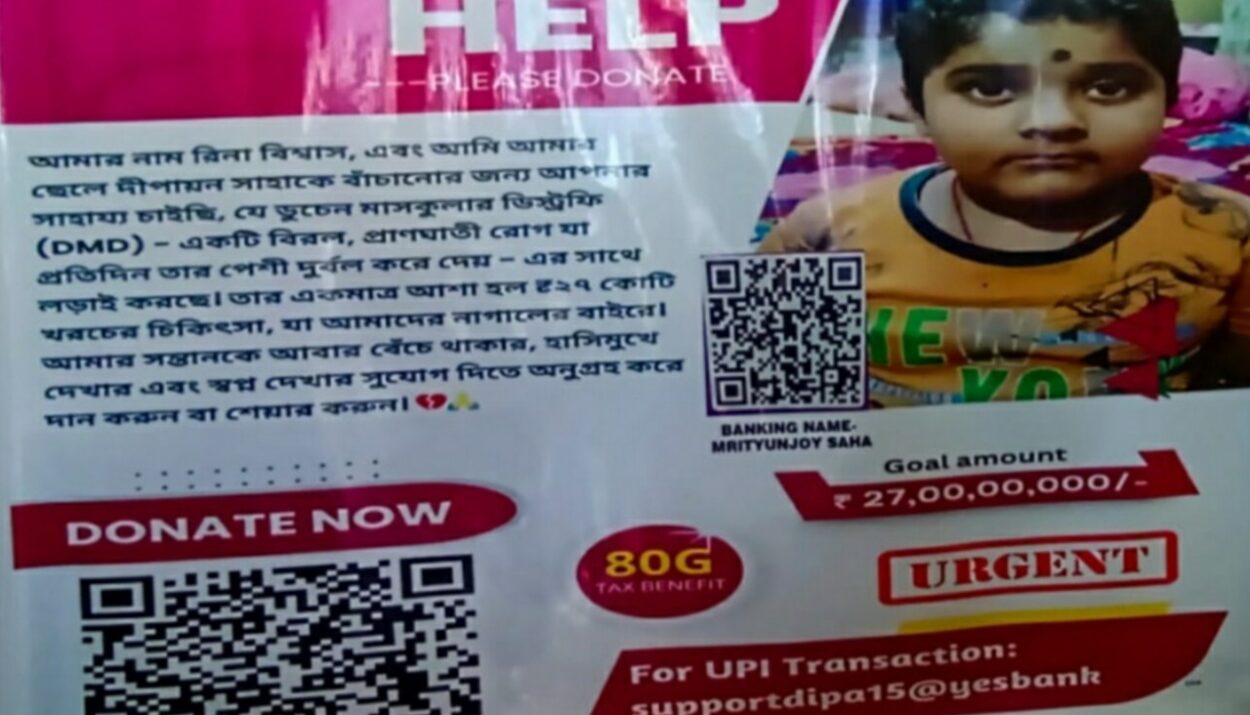 HELP
---PLEASE DONATE
আমার নাম রিনা বিশ্বাস, এবং আমি আমার
ছেলে দীপায়ন সাহাকে বাঁচানোর জন্য আপনার
সাহায্য চাইছি, যে ডুচেন মাসকুলার ডিস্ট্রফি
(DMD) – একটি বিরল, প্রাণঘাতী রোগ যা
প্রতিদিন তার পেশী দুর্বল করে দেয় – এর সাথে
লড়াই করছে। তার একমাত্র আশা হল ₹২৭ কোটি
খরচের চিকিৎসা, যা আমাদের নাগালের বাইরে।
আমার সন্তানকে আবার বেঁচে থাকার, হাসিমুখে
দেখার এবং স্বপ্ন দেখার সুযোগ দিতে অনুগ্রহ করে
দান করুন বা শেয়ার করুন। 💔🙏
BANKING NAME-
MRITYUNJOY SAHA
Goal amount
₹ 27,00,00,000/-
DONATE NOW
80G
TAX BENEFIT
URGENT
For UPI Transaction:
supportdipa15@yesbank